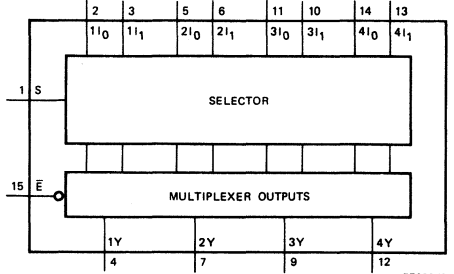 2 3 5 6 11 10 14 13
1I0 1I1 2I0 2I1 3I0 3I1 4I0 4I1
1 S
SELECTOR
15 E̅
MULTIPLEXER OUTPUTS
1Y 2Y 3Y 4Y
4 7 9 12